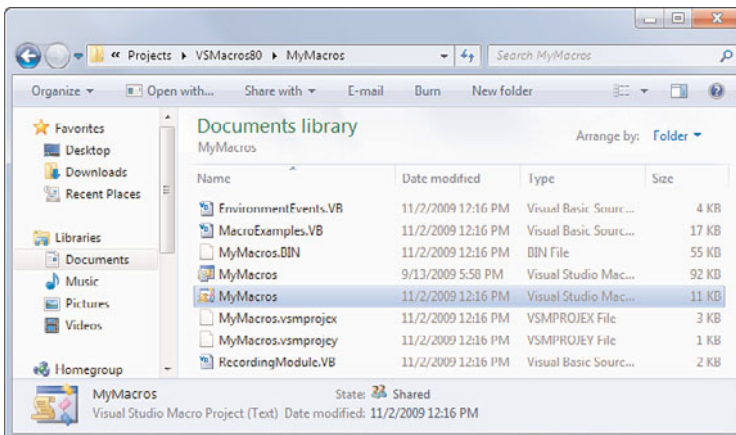 « Projects ▸ VSMacros80 ▸ MyMacros
Search MyMacros
Organize Open with... Share with E-mail Burn New folder
Favorites
Desktop
Downloads
Recent Places
Libraries
Documents
Music
Pictures
Videos
Homegroup
Documents library
MyMacros
Arrange by: Folder
Name Date modified Type Size
EnvironmentEvents.VB 11/2/2009 12:16 PM Visual Basic Sourc... 4 KB
MacroExamples.VB 11/2/2009 12:16 PM Visual Basic Sourc... 17 KB
MyMacros.BIN 11/2/2009 12:16 PM BIN File 55 KB
MyMacros 9/13/2009 5:58 PM Visual Studio Mac... 92 KB
MyMacros 11/2/2009 12:16 PM Visual Studio Mac... 11 KB
MyMacros.vsmprojex 11/2/2009 12:16 PM VSMPROJEX File 3 KB
MyMacros.vsmprojey 11/2/2009 12:16 PM VSMPROJEY File 1 KB
RecordingModule.VB 11/2/2009 12:16 PM Visual Basic Sourc... 2 KB
MyMacros State: Shared
Visual Studio Macro Project (Text) Date modified: 11/2/2009 12:16 PM